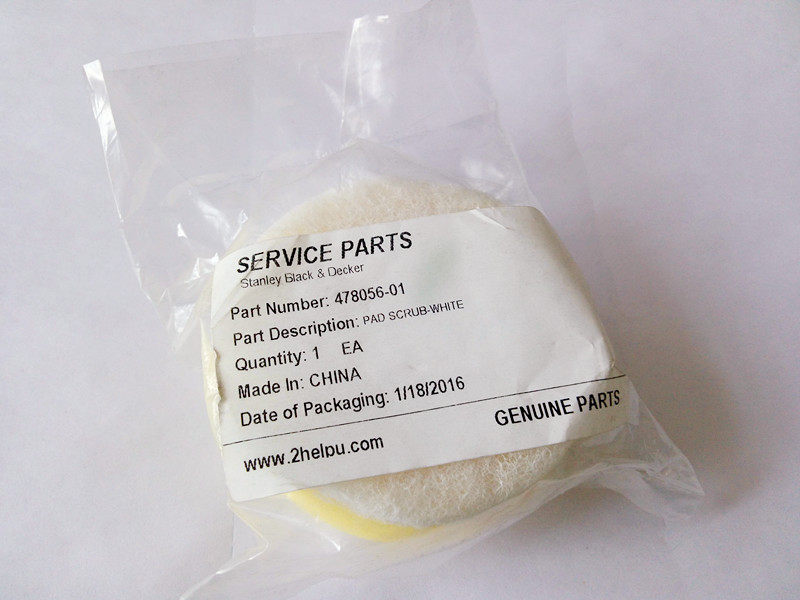 SERVICE PARTS
Stanley Black & Decker
Part Number: 478056-01
Part Description: PAD SCRUB-WHITE
Quantity: 1 EA
Made In: CHINA
Date of Packaging: 1/18/2016
GENUINE PARTS
www.2helpu.com